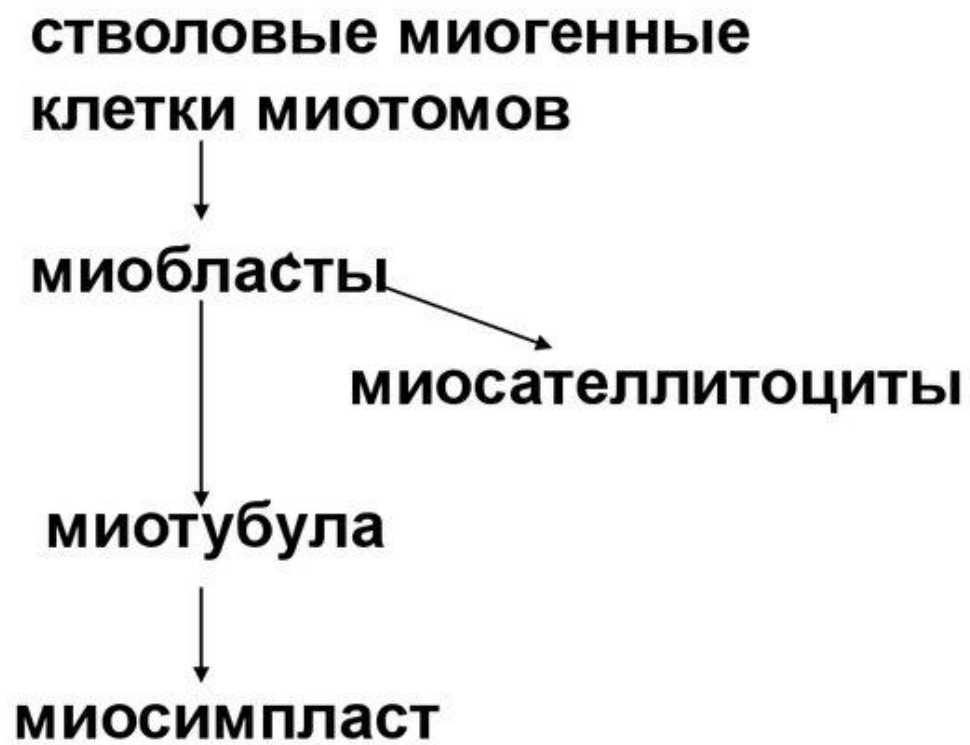 стволовые миогенные
клетки миотомов
миобласты
миосателлитоциты
миотубула
миосимпласт